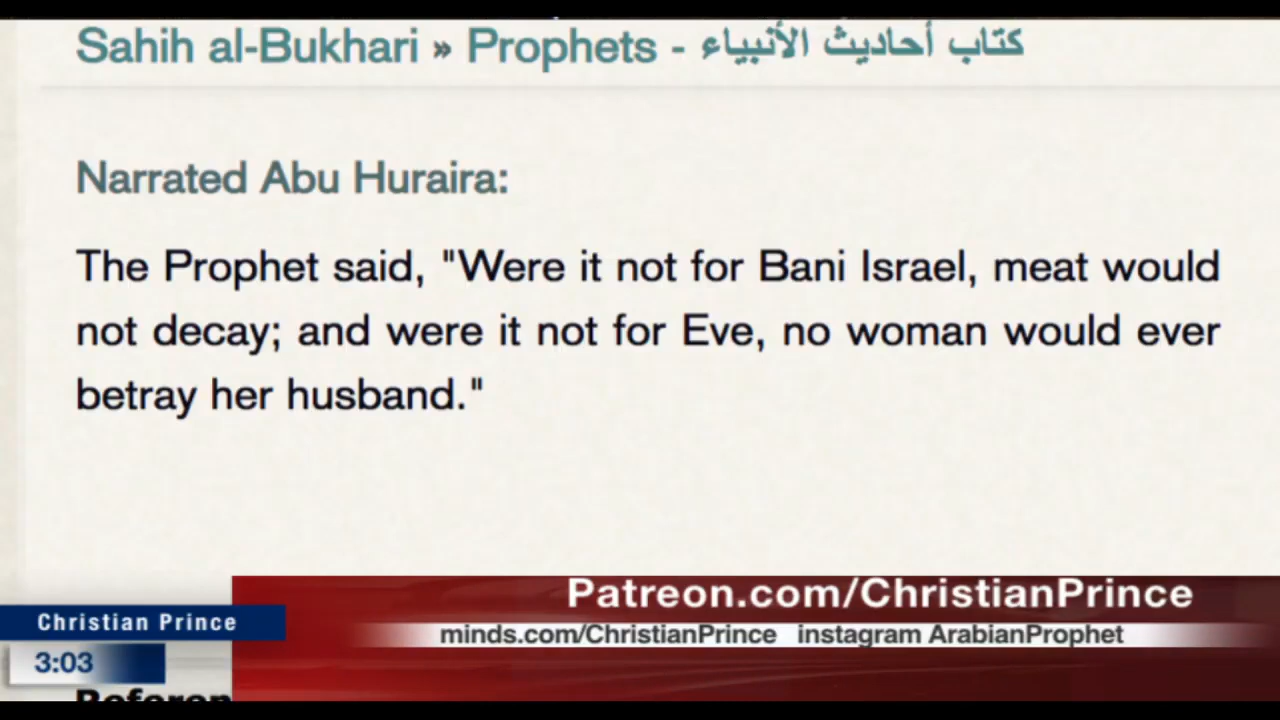 Sahih al-Bukhari » Prophets - كتاب أحاديث الأنبياء
Narrated Abu Huraira:
The Prophet said, "Were it not for Bani Israel, meat would
not decay; and were it not for Eve, no woman would ever
betray her husband."
Patreon.com/ChristianPrince
Christian Prince
minds.com/ChristianPrince instagram ArabianProphet
3:03